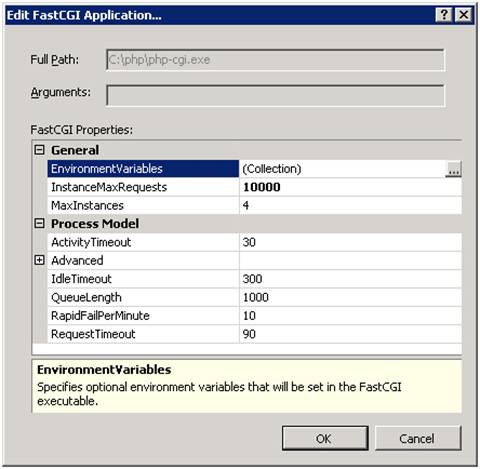 Edit FastCGI Application...
Full Path: C:\php\php-cgi.exe
Arguments:
FastCGI Properties:
General
EnvironmentVariables (Collection) ...
InstanceMaxRequests 10000
MaxInstances 4
Process Model
ActivityTimeout 30
Advanced
IdleTimeout 300
QueueLength 1000
RapidFailPerMinute 10
RequestTimeout 90
EnvironmentVariables
Specifies optional environment variables that will be set in the FastCGI
executable.
OK Cancel